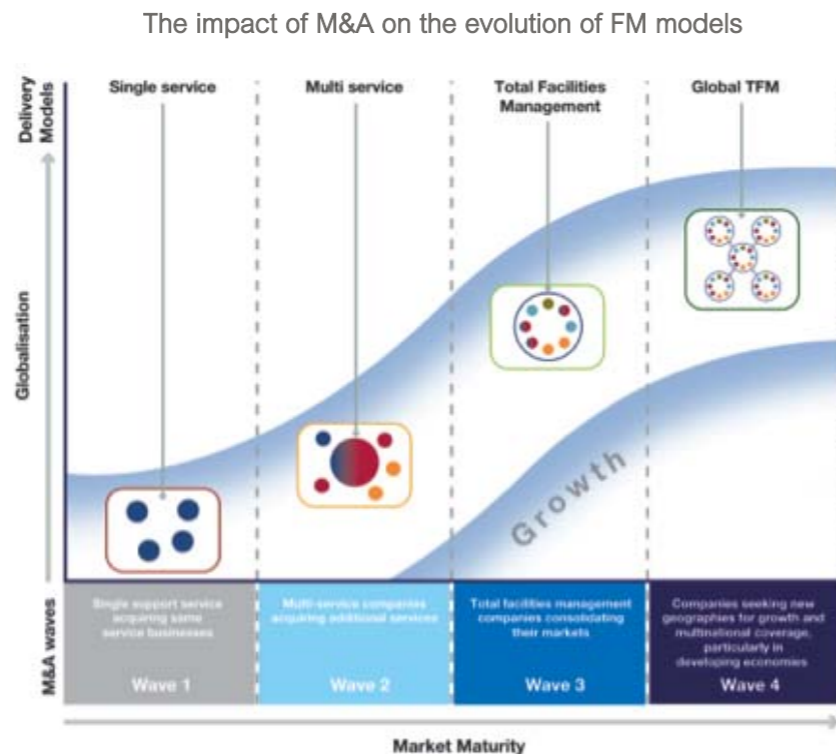 The impact of M&A on the evolution of FM models
Delivery
Models
Single service
Multi service
Total Facilities
Management
Global TFM
Globalisation
Growth
M&A waves
Single support service
acquiring same
service businesses
Wave 1
Multi-service companies
acquiring additional services
Wave 2
Total facilities management
companies consolidating
their markets
Wave 3
Companies seeking new
geographies for growth and
multinational coverage,
particularly in
developing economies
Wave 4
Market Maturity